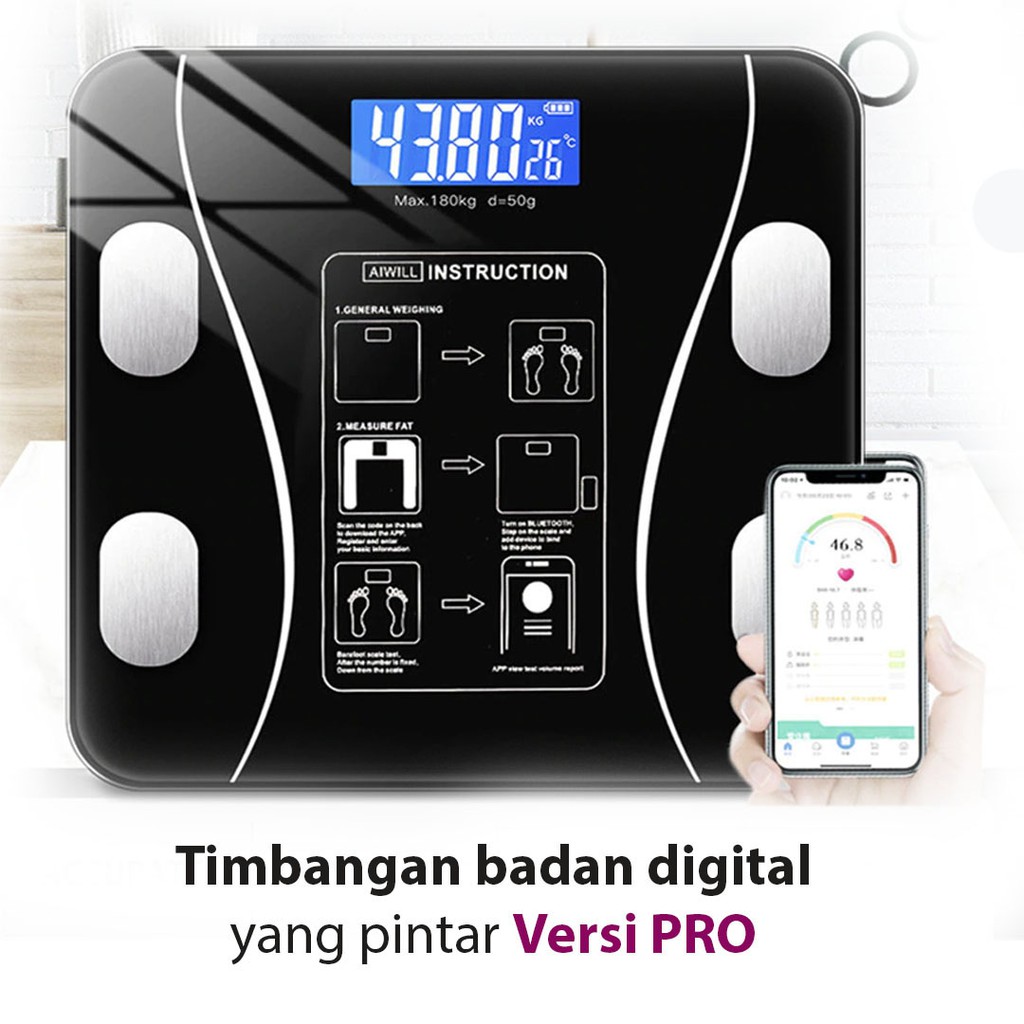 43.80 KG
26 °C
Max.180kg d=50g
AIWILL INSTRUCTION
1.GENERAL WEIGHING
2.MEASURE FAT
Scan the code on the back
to download the APP,
Register and enter
your basic information
Turn on BLUETOOTH,
Step on the scale and
add device to bind
to the phone
Barefoot scale test,
After the number is fixed,
Down from the scale
APP view test volume report
46.8
Timbangan badan digital
yang pintar Versi PRO